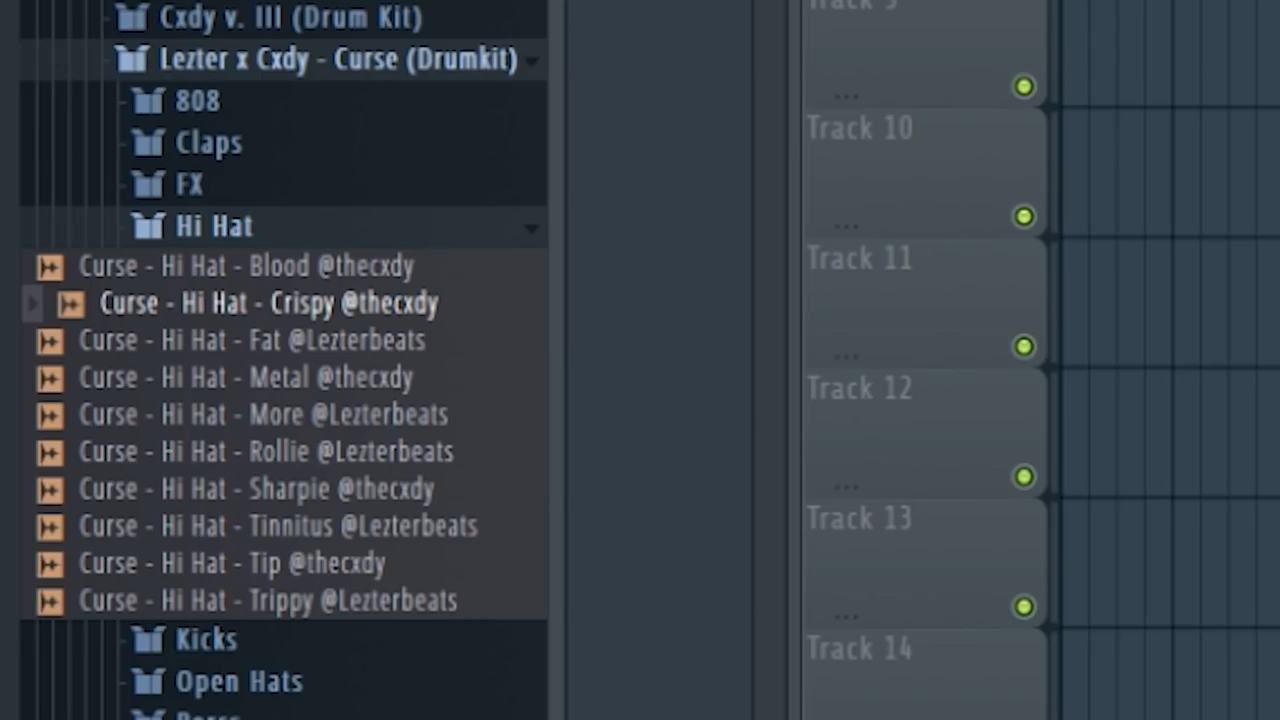 Cxdy v. III (Drum Kit)
Lezter x Cxdy - Curse (Drumkit)
808
Claps
FX
Hi Hat
Curse - Hi Hat - Blood @thecxdy
Curse - Hi Hat - Crispy @thecxdy
Curse - Hi Hat - Fat @Lezterbeats
Curse - Hi Hat - Metal @thecxdy
Curse - Hi Hat - More @Lezterbeats
Curse - Hi Hat - Rollie @Lezterbeats
Curse - Hi Hat - Sharpie @thecxdy
Curse - Hi Hat - Tinnitus @Lezterbeats
Curse - Hi Hat - Tip @thecxdy
Curse - Hi Hat - Trippy @Lezterbeats
Kicks
Open Hats
Track
...
Track 10
...
Track 11
...
Track 12
...
Track 13
...
Track 14